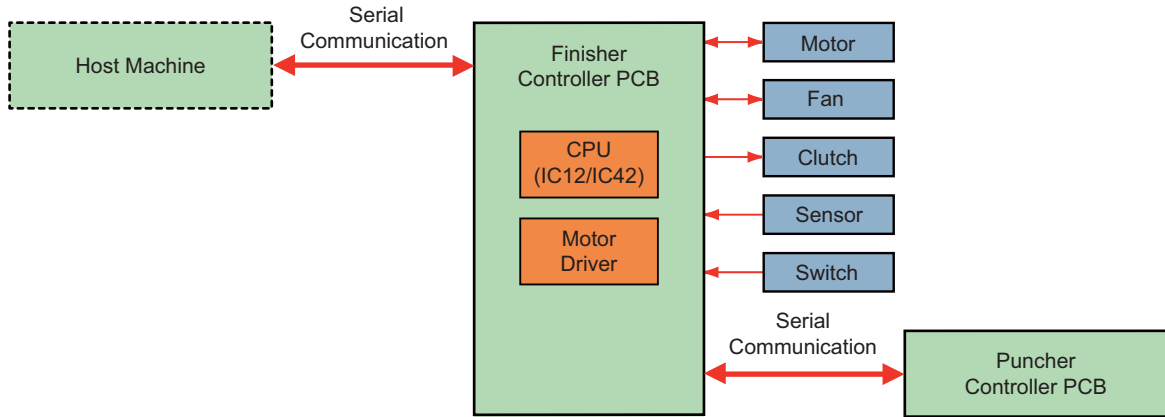 Serial
Communication
Host Machine
Finisher
Controller PCB
CPU
(IC12/IC42)
Motor
Driver
Motor
Fan
Clutch
Sensor
Switch
Serial
Communication
Puncher
Controller PCB